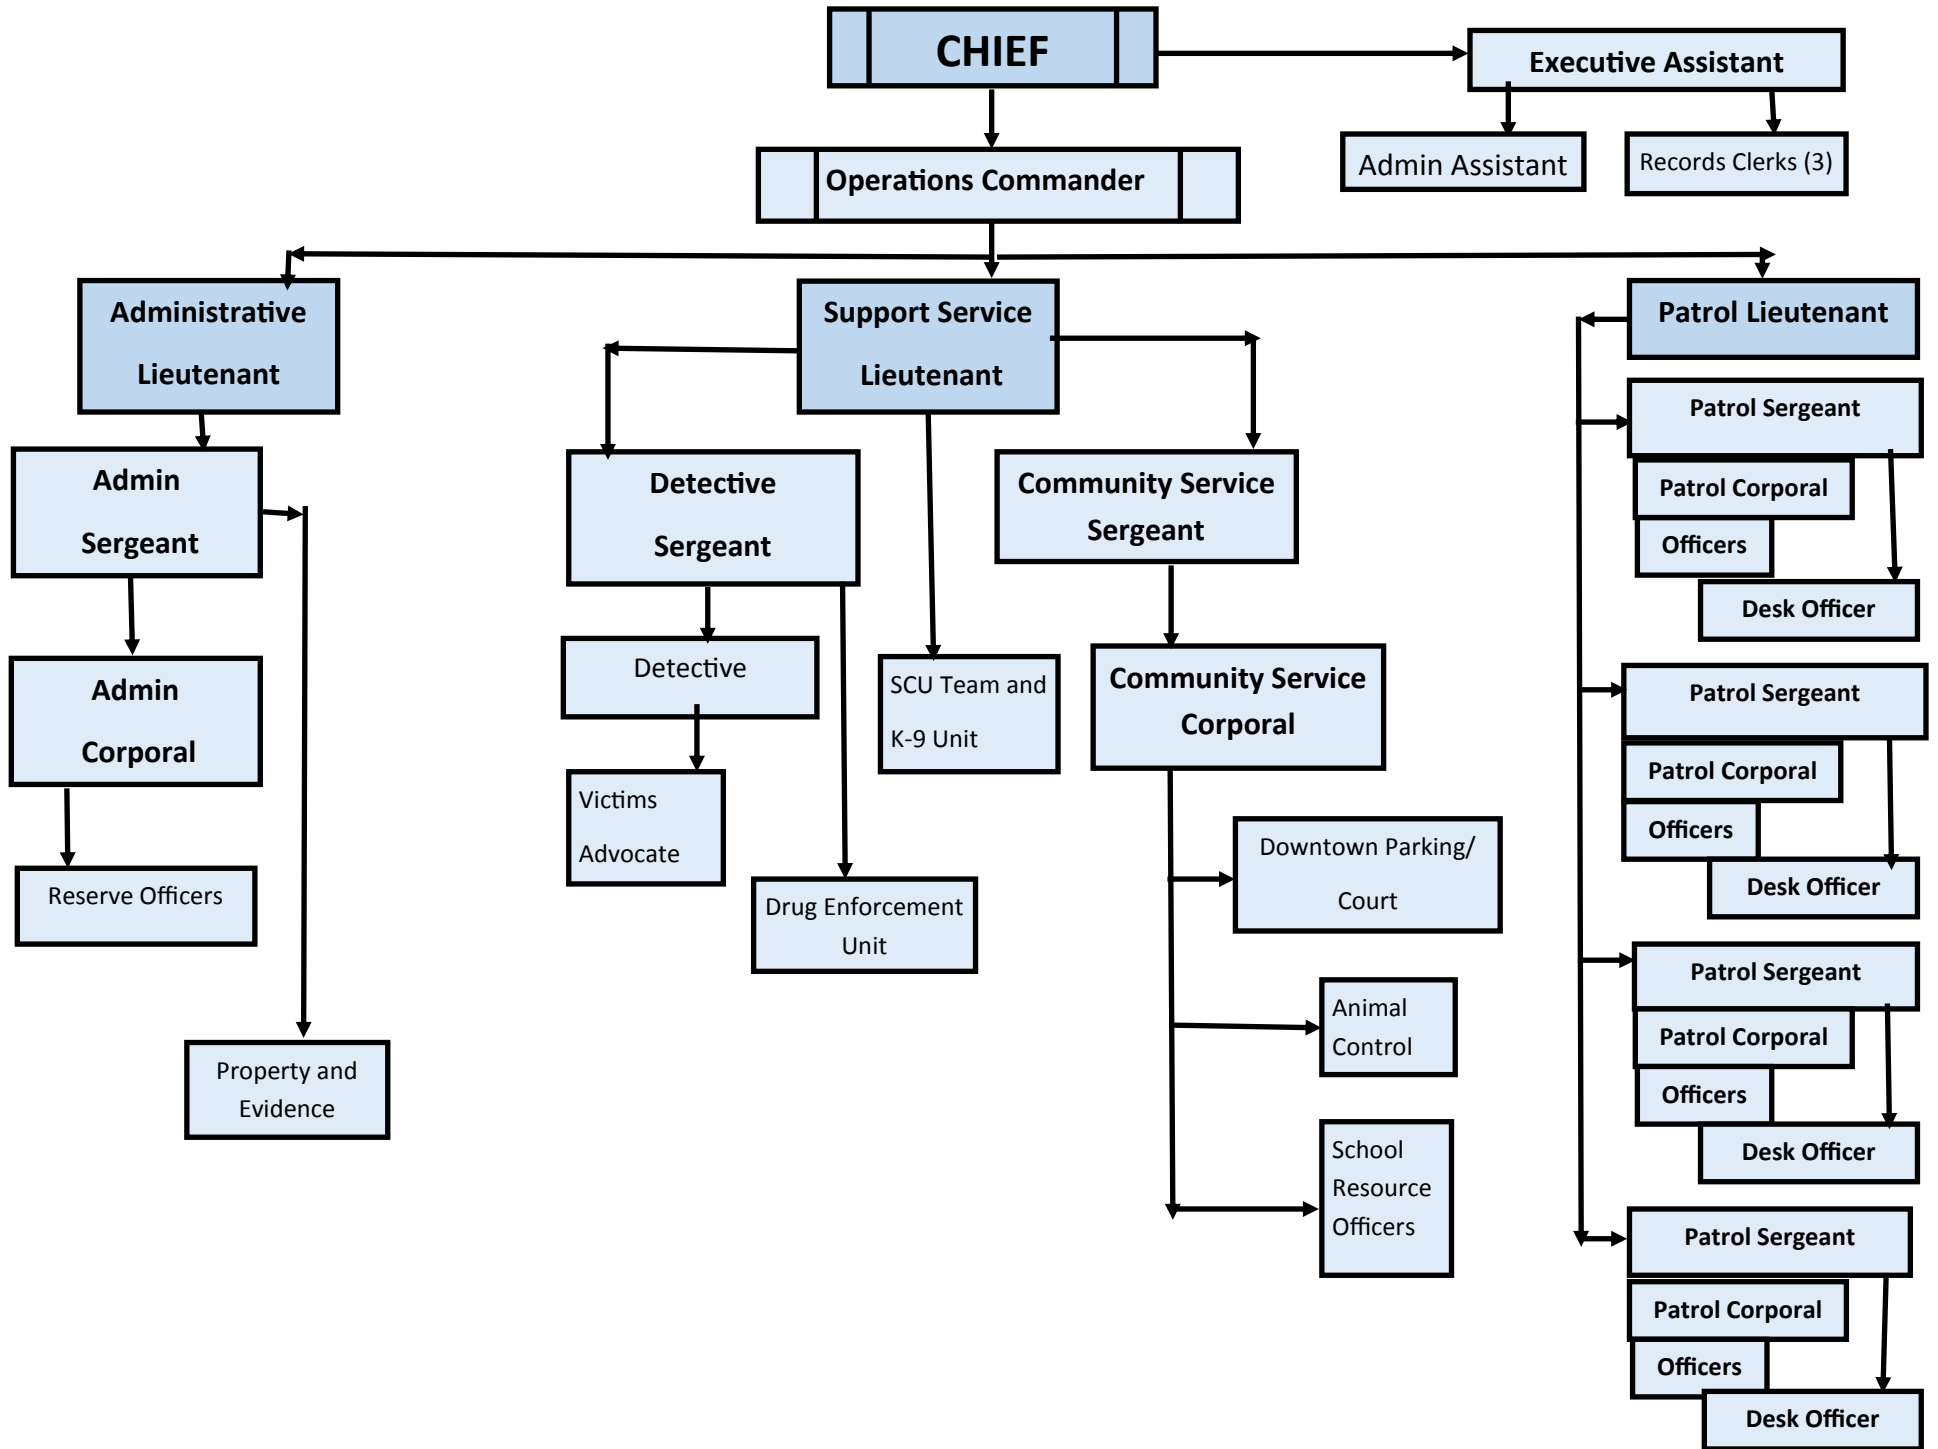 CHIEF
Executive Assistant
Admin Assistant
Records Clerks (3)
Operations Commander
Administrative
Lieutenant
Support Service
Lieutenant
Patrol Lieutenant
Admin
Sergeant
Admin
Corporal
Reserve Officers
Property and
Evidence
Detective
Sergeant
Detective
Victims
Advocate
Drug Enforcement
Unit
SCU Team and
K-9 Unit
Community Service
Sergeant
Community Service
Corporal
Downtown Parking/
Court
Animal
Control
School
Resource
Officers
Patrol Sergeant
Patrol Corporal
Officers
Desk Officer
Patrol Sergeant
Patrol Corporal
Officers
Desk Officer
Patrol Sergeant
Patrol Corporal
Officers
Desk Officer
Patrol Sergeant
Patrol Corporal
Officers
Desk Officer